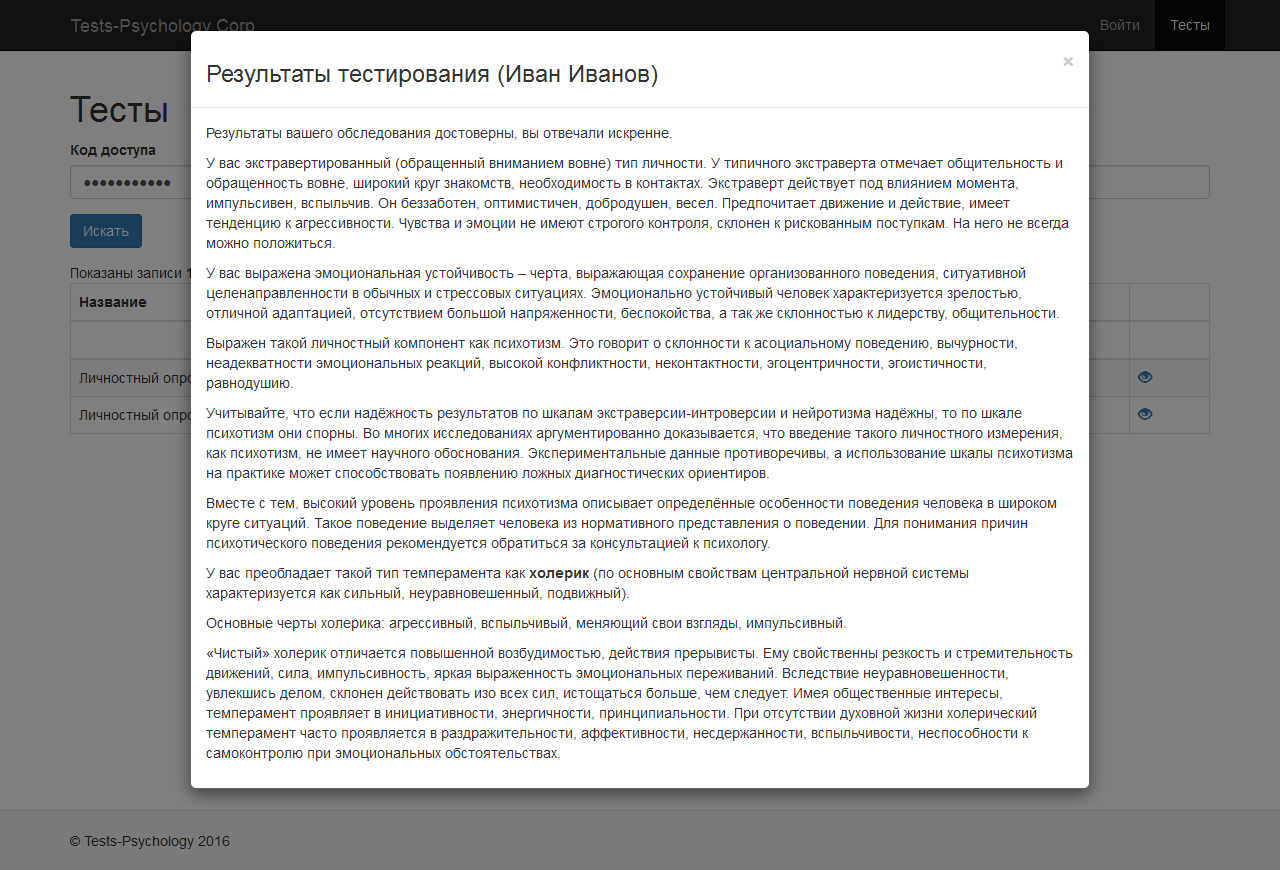 Tests-Psychology Corp
Войти
Тесты
Результаты тестирования (Иван Иванов)
×
Тесты
Код доступа
Искать
Показаны записи
Название
Личностный опро
Личностный опро
Результаты вашего обследования достоверны, вы отвечали искренне.
У вас экстравертированный (обращенный вниманием вовне) тип личности. У типичного экстраверта отмечает общительность и
обращенность вовне, широкий круг знакомств, необходимость в контактах. Экстраверт действует под влиянием момента,
импульсивен, вспыльчив. Он беззаботен, оптимистичен, добродушен, весел. Предпочитает движение и действие, имеет
тенденцию к агрессивности. Чувства и эмоции не имеют строгого контроля, склонен к рискованным поступкам. На него не всегда
можно положиться.
У вас выражена эмоциональная устойчивость – черта, выражающая сохранение организованного поведения, ситуативной
целенаправленности в обычных и стрессовых ситуациях. Эмоционально устойчивый человек характеризуется зрелостью,
отличной адаптацией, отсутствием большой напряженности, беспокойства, а так же склонностью к лидерству, общительности.
Выражен такой личностный компонент как психотизм. Это говорит о склонности к асоциальному поведению, вычурности,
неадекватности эмоциональных реакций, высокой конфликтности, неконтактности, эгоцентричности, эгоистичности,
равнодушию.
Учитывайте, что если надёжность результатов по шкалам экстраверсии-интроверсии и нейротизма надёжны, то по шкале
психотизм они спорны. Во многих исследованиях аргументированно доказывается, что введение такого личностного измерения,
как психотизм, не имеет научного обоснования. Экспериментальные данные противоречивы, а использование шкалы психотизма
на практике может способствовать появлению ложных диагностических ориентиров.
Вместе с тем, высокий уровень проявления психотизма описывает определённые особенности поведения человека в широком
круге ситуаций. Такое поведение выделяет человека из нормативного представления о поведении. Для понимания причин
психотического поведения рекомендуется обратиться за консультацией к психологу.
У вас преобладает такой тип темперамента как холерик (по основным свойствам центральной нервной системы
характеризуется как сильный, неуравновешенный, подвижный).
Основные черты холерика: агрессивный, вспыльчивый, меняющий свои взгляды, импульсивный.
«Чистый» холерик отличается повышенной возбудимостью, действия прерывисты. Ему свойственны резкость и стремительность
движений, сила, импульсивность, яркая выраженность эмоциональных переживаний. Вследствие неуравновешенности,
увлекшись делом, склонен действовать изо всех сил, истощаться больше, чем следует. Имея общественные интересы,
темперамент проявляет в инициативности, энергичности, принципиальности. При отсутствии духовной жизни холерический
темперамент часто проявляется в раздражительности, аффективности, несдержанности, вспыльчивости, неспособности к
самоконтролю при эмоциональных обстоятельствах.
© Tests-Psychology 2016